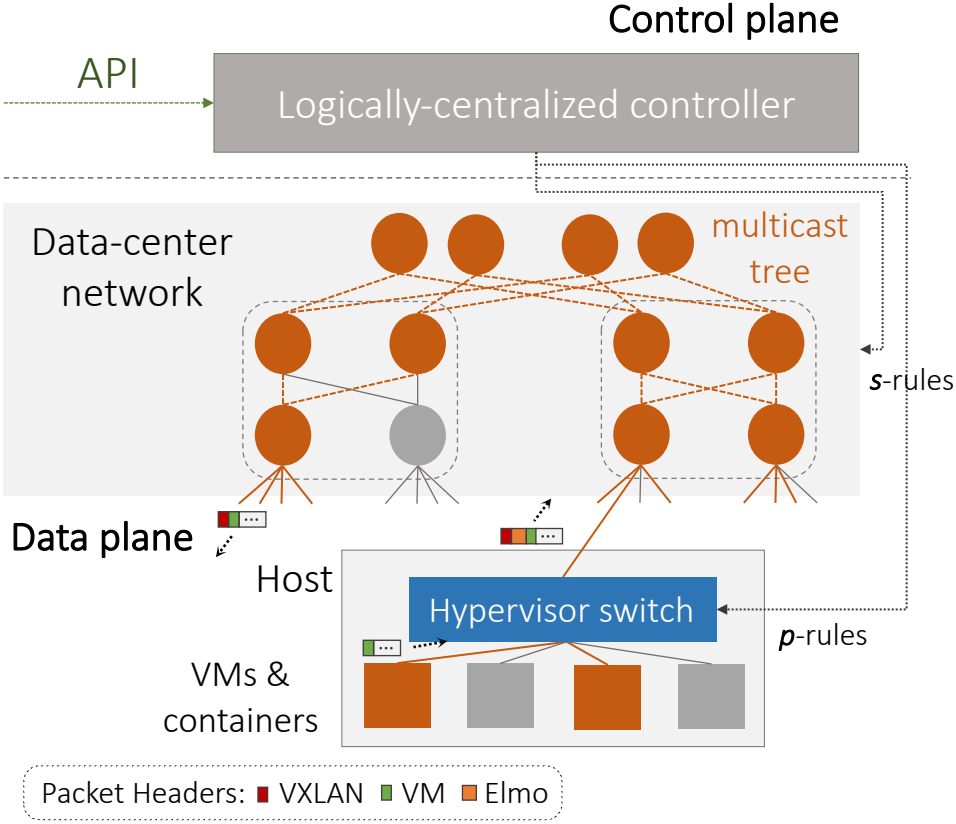 Control plane
API
Logically-centralized controller
Data-center
network
multicast
tree
s-rules
Data plane
Host
Hypervisor switch
p-rules
VMs &
containers
Packet Headers: VXLAN VM Elmo